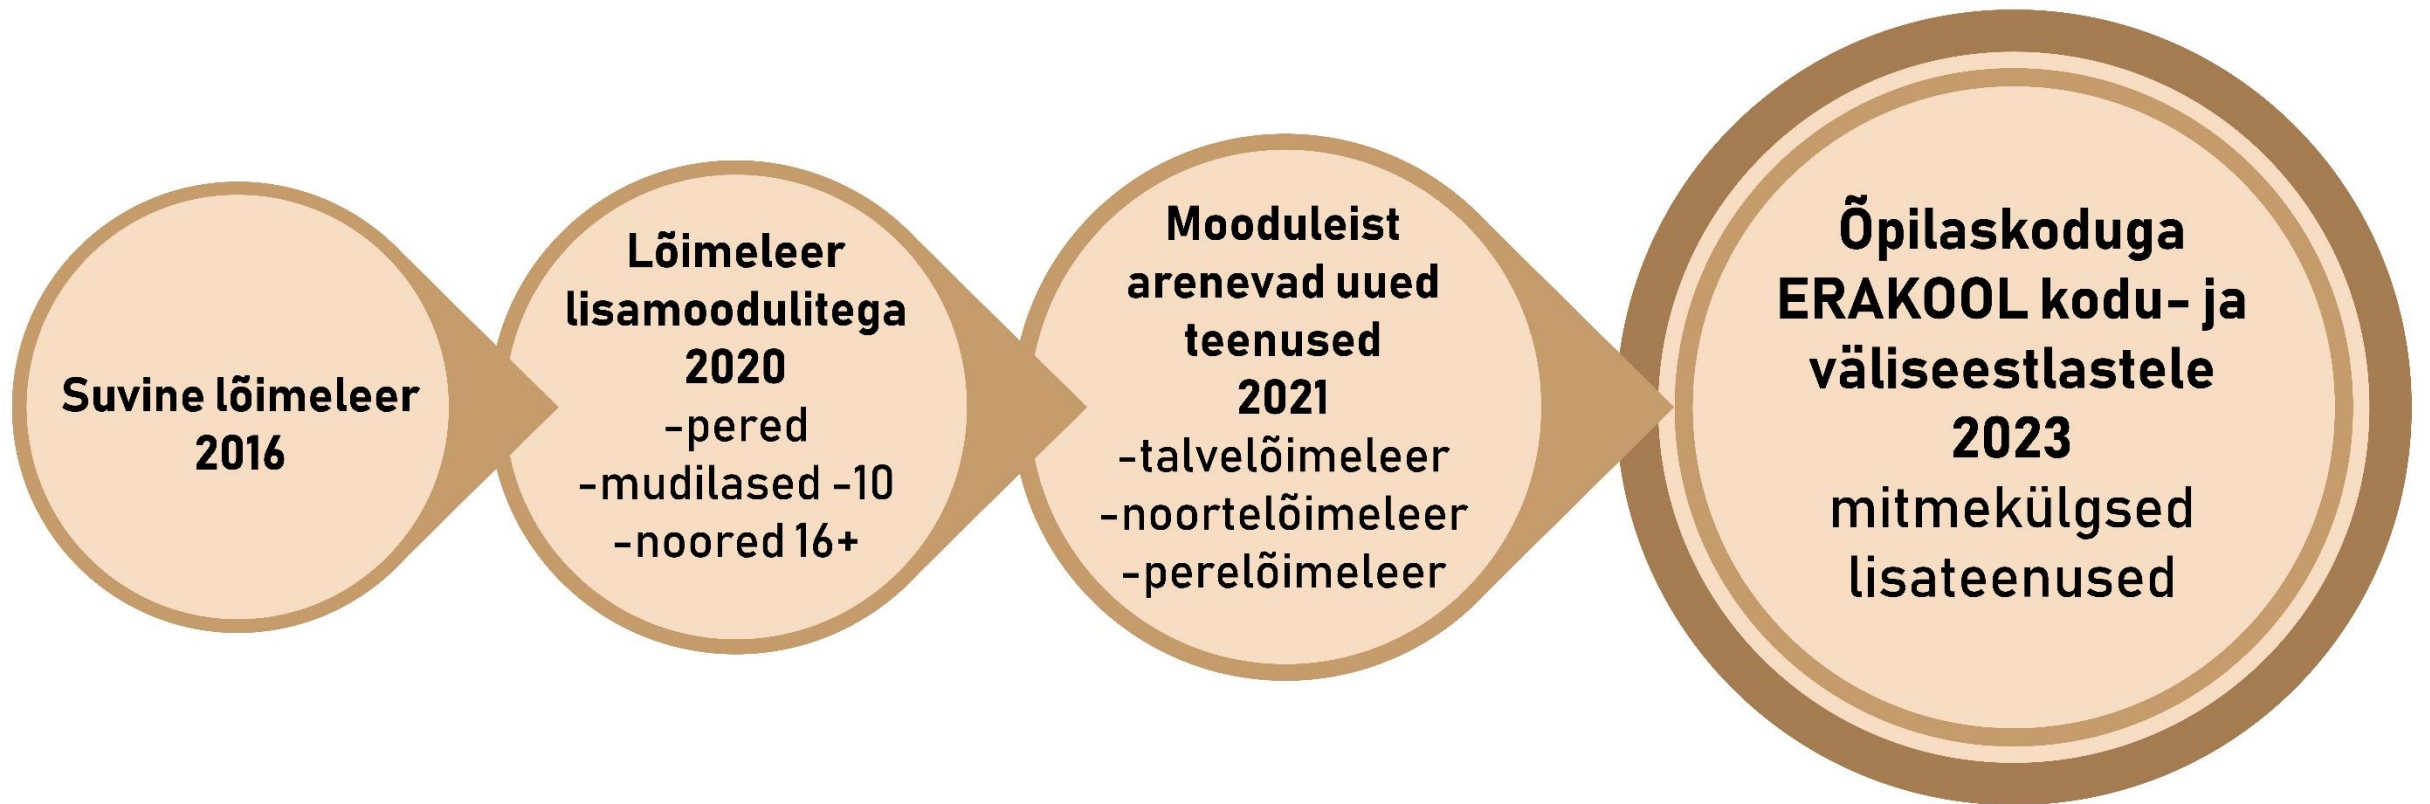 Suvine lõimeleer
2016
Lõimeleer
lisamoodulitega
2020
-pered
-mudilased -10
-noored 16+
Mooduleist
arenevad uued
teenused
2021
-talvelõimeleer
-noortelõimeleer
-perelõimeleer
Õpilaskoduga
ERAKOOL kodu- ja
väliseestlastele
2023
mitmekülgsed
lisateenused